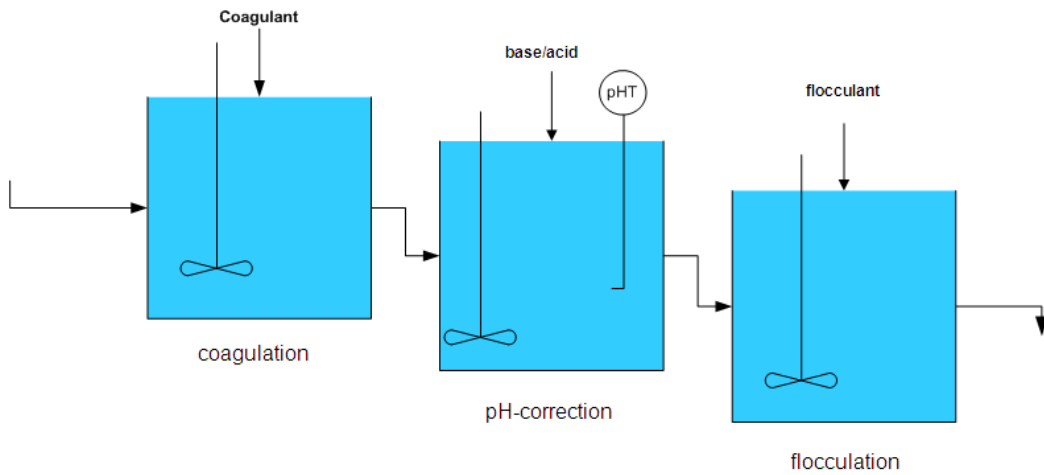 Coagulant
base/acid
pHT
flocculant
coagulation
pH-correction
flocculation